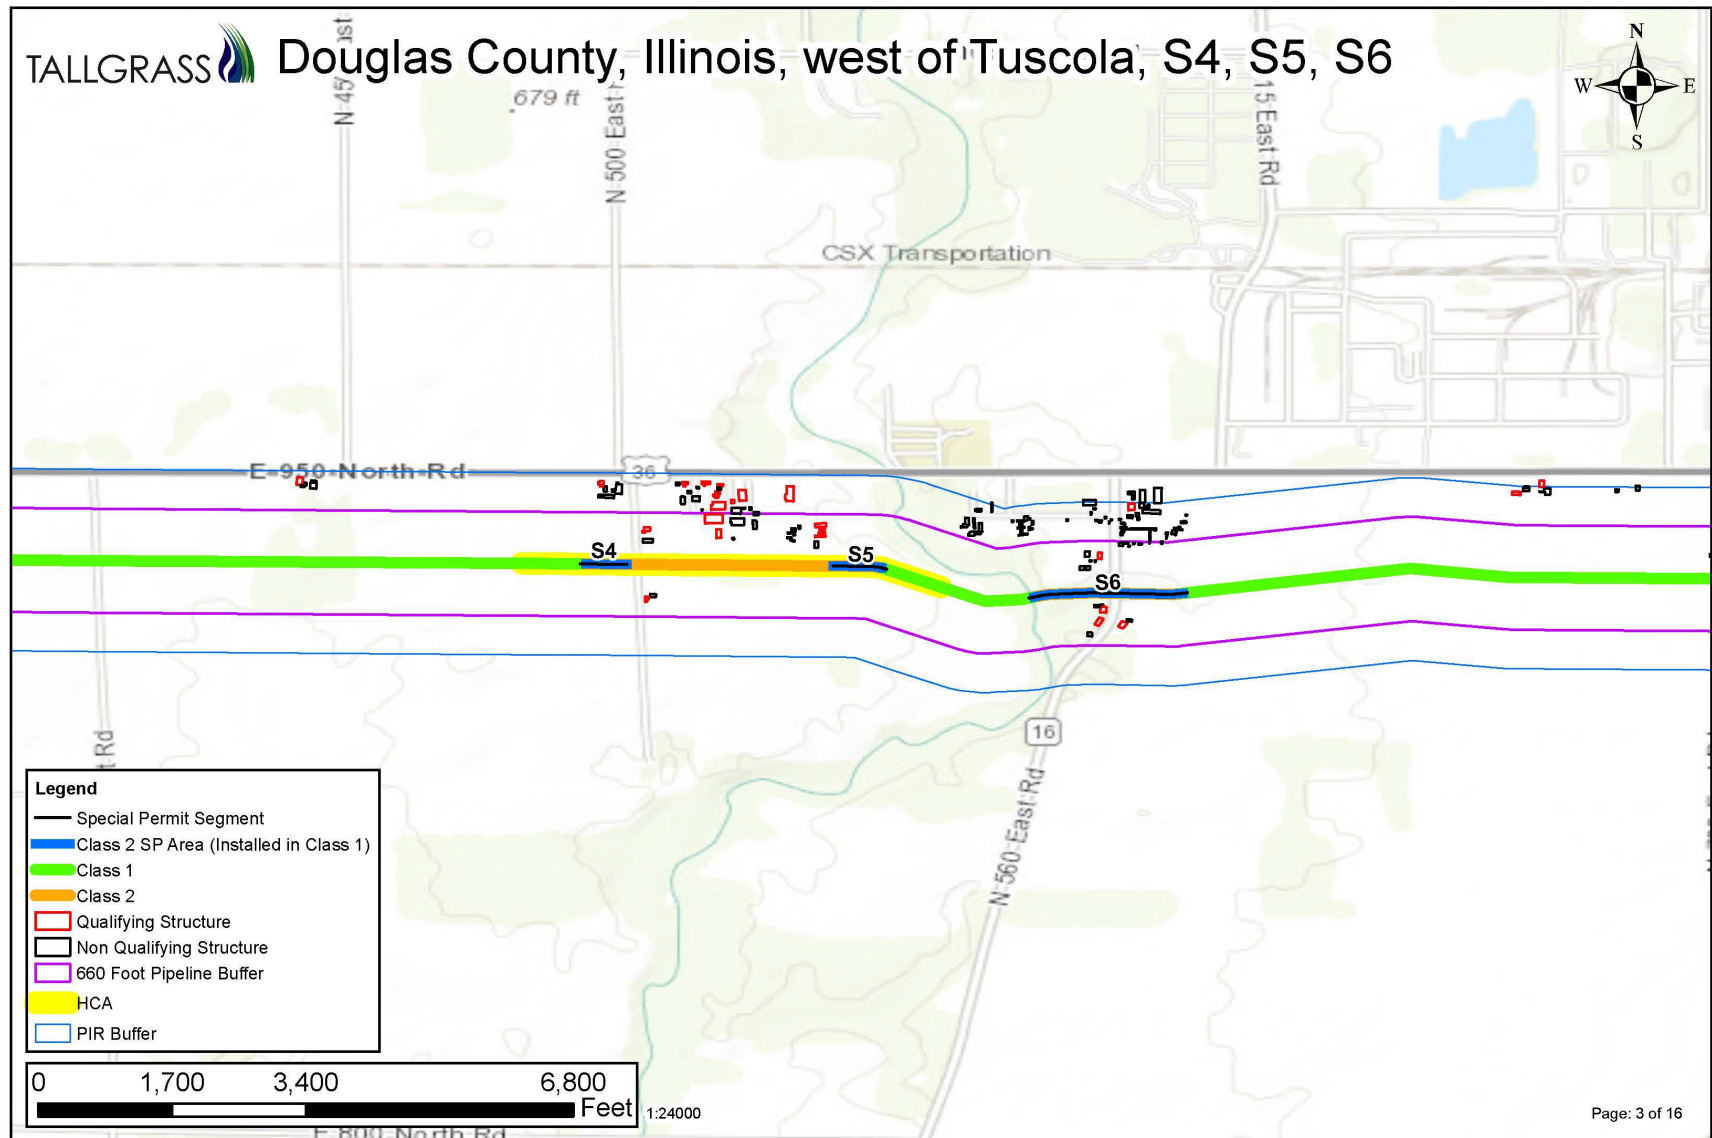 TALLGRASS
Douglas County, Illinois, west of Tuscola, S4, S5, S6
N
W E
S
679 ft
N 500 East
15 East Rd
CSX Transportation
E 950 North Rd
36
S4
S5
S6
16
t Rd
N 560 East Rd
Legend
Special Permit Segment
Class 2 SP Area (Installed in Class 1)
Class 1
Class 2
Qualifying Structure
Non Qualifying Structure
660 Foot Pipeline Buffer
HCA
PIR Buffer
0 1,700 3,400 6,800
Feet
1:24000
E 800 North Rd
Page: 3 of 16